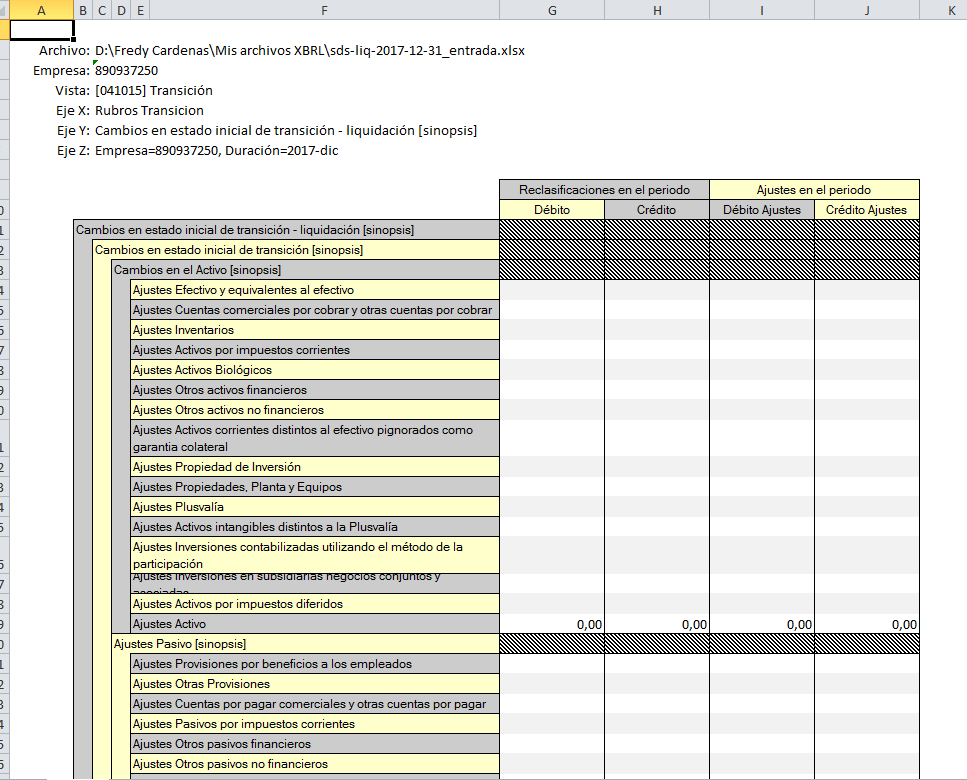 A B C D E F G H I J K
Archivo: D:\Fredy Cardenas\Mis archivos XBRL\sds-liq-2017-12-31_entrada.xlsx
Empresa: 890937250
Vista: [041015] Transición
Eje X: Rubros Transicion
Eje Y: Cambios en estado inicial de transición - liquidación [sinopsis]
Eje Z: Empresa=890937250, Duración=2017-dic
Reclasificaciones en el periodo Ajustes en el periodo
Débito Crédito Débito Ajustes Crédito Ajustes
Cambios en estado inicial de transición - liquidación [sinopsis]
Cambios en estado inicial de transición [sinopsis]
Cambios en el Activo [sinopsis]
Ajustes Efectivo y equivalentes al efectivo
Ajustes Cuentas comerciales por cobrar y otras cuentas por cobrar
Ajustes Inventarios
Ajustes Activos por impuestos corrientes
Ajustes Activos Biológicos
Ajustes Otros activos financieros
Ajustes Otros activos no financieros
Ajustes Activos corrientes distintos al efectivo pignorados como
garantia colateral
Ajustes Propiedad de Inversión
Ajustes Propiedades, Planta y Equipos
Ajustes Plusvalía
Ajustes Activos intangibles distintos a la Plusvalía
Ajustes Inversiones contabilizadas utilizando el método de la
participación
Ajustes Inversiones en subsidiarias negocios conjuntos y
Ajustes Activos por impuestos diferidos
Ajustes Activo 0,00 0,00 0,00 0,00
Ajustes Pasivo [sinopsis]
Ajustes Provisiones por beneficios a los empleados
Ajustes Otras Provisiones
Ajustes Cuentas por pagar comerciales y otras cuentas por pagar
Ajustes Pasivos por impuestos corrientes
Ajustes Otros pasivos financieros
Ajustes Otros pasivos no financieros